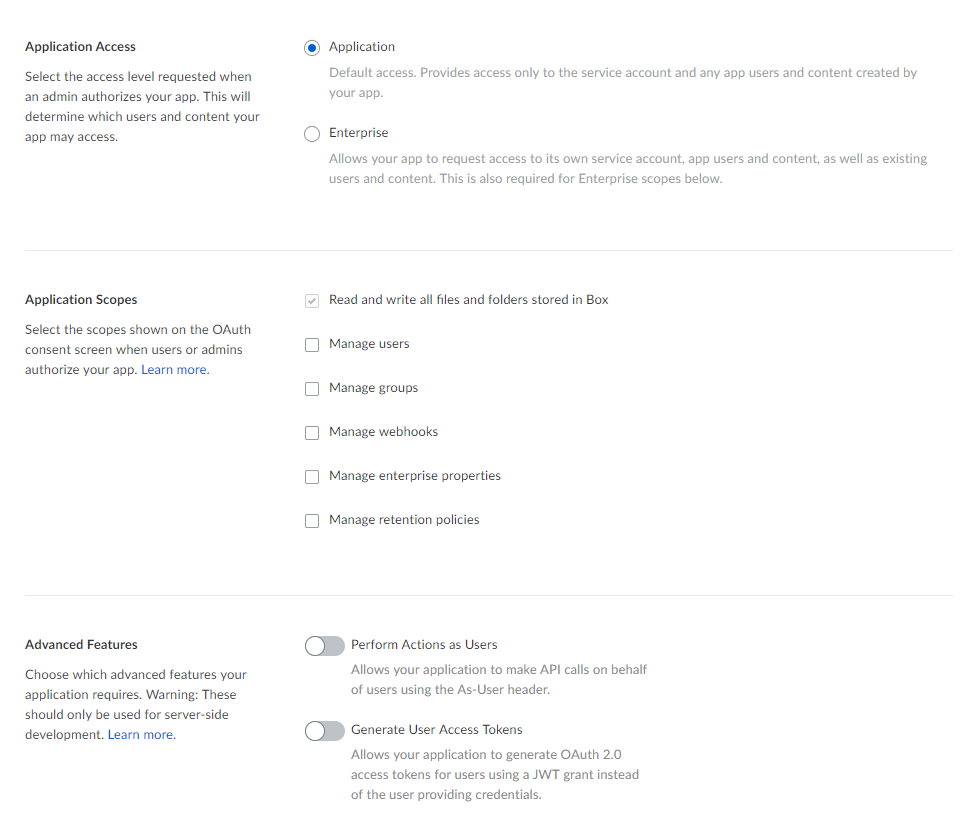 Application Access
Select the access level requested when
an admin authorizes your app. This will
determine which users and content your
app may access.
Application
Default access. Provides access only to the service account and any app users and content created by
your app.
Enterprise
Allows your app to request access to its own service account, app users and content, as well as existing
users and content. This is also required for Enterprise scopes below.
Application Scopes
Select the scopes shown on the OAuth
consent screen when users or admins
authorize your app. Learn more.
Read and write all files and folders stored in Box
Manage users
Manage groups
Manage webhooks
Manage enterprise properties
Manage retention policies
Advanced Features
Choose which advanced features your
application requires. Warning: These
should only be used for server-side
development. Learn more.
Perform Actions as Users
Allows your application to make API calls on behalf
of users using the As-User header.
Generate User Access Tokens
Allows your application to generate OAuth 2.0
access tokens for users using a JWT grant instead
of the user providing credentials.